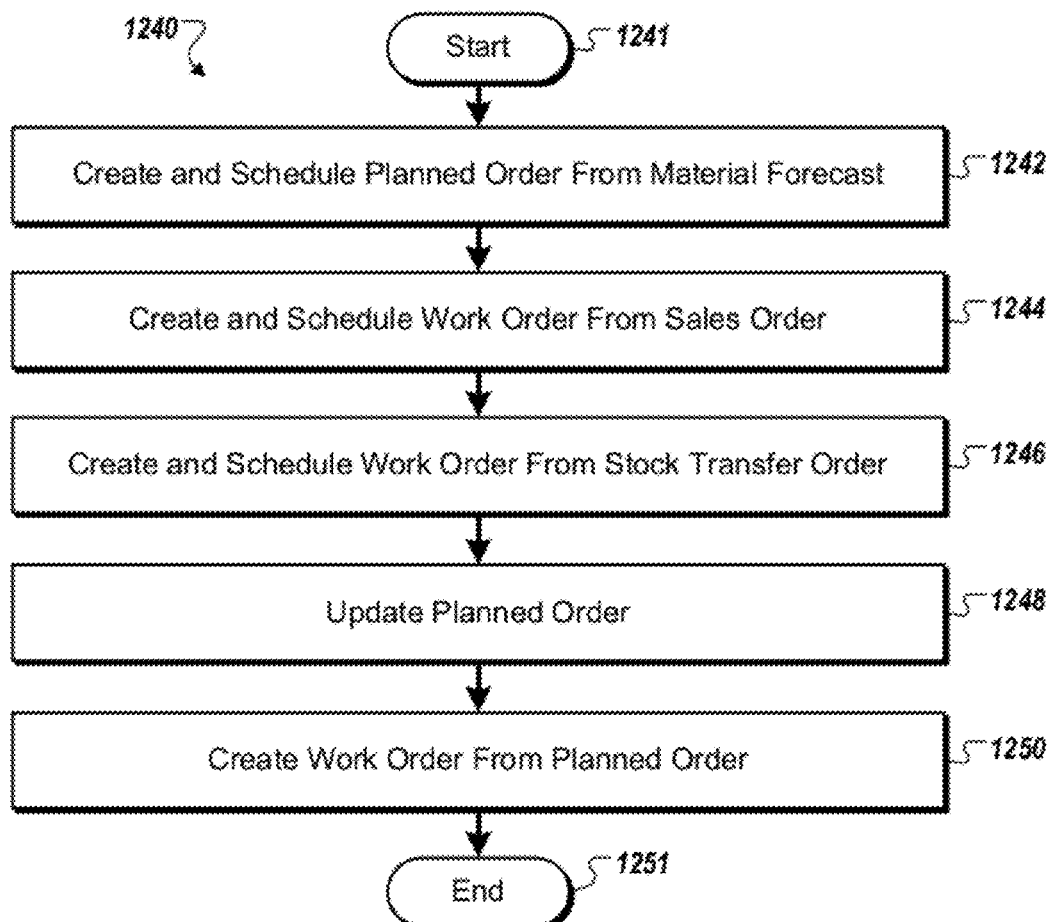 1240
Start 1241
Create and Schedule Planned Order From Material Forecast 1242
Create and Schedule Work Order From Sales Order 1244
Create and Schedule Work Order From Stock Transfer Order 1246
Update Planned Order 1248
Create Work Order From Planned Order 1250
End 1251